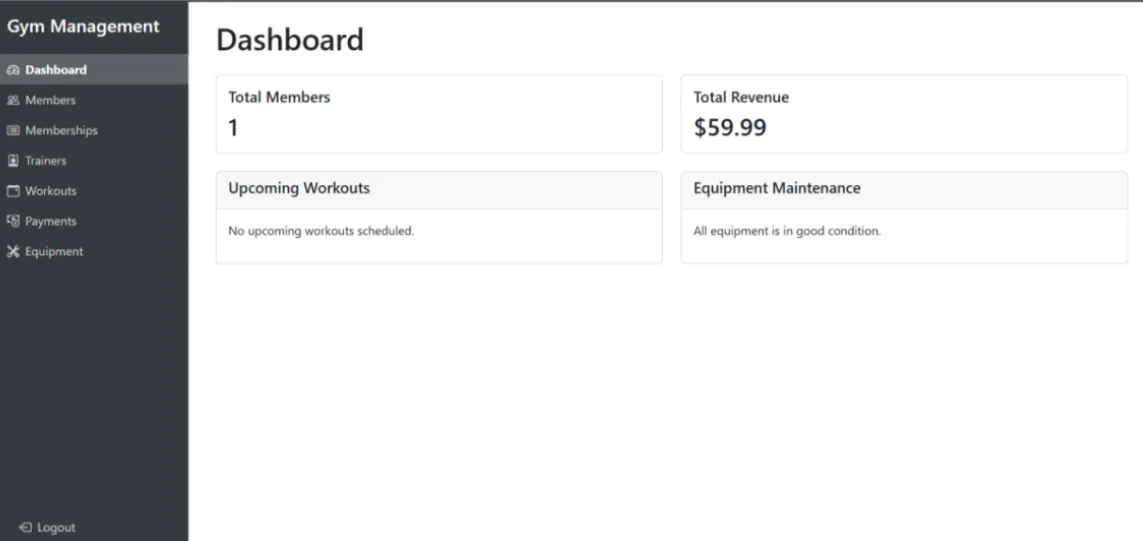 Gym Management
Dashboard
Members
Memberships
Trainers
Workouts
Payments
Equipment
Logout
Dashboard
Total Members
1
Total Revenue
$59.99
Upcoming Workouts
No upcoming workouts scheduled.
Equipment Maintenance
All equipment is in good condition.